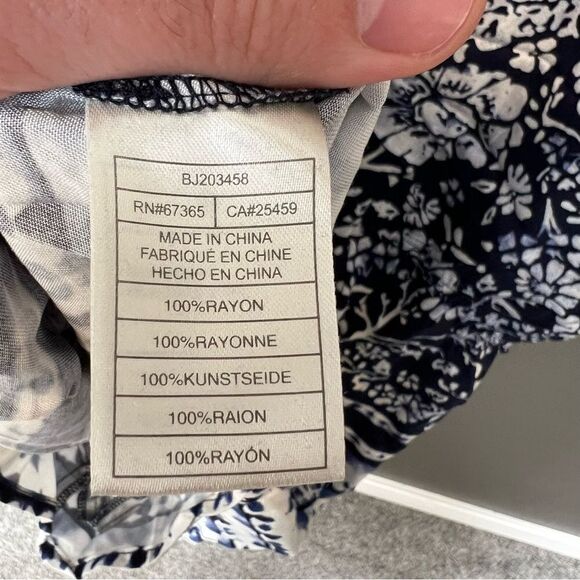 BJ203458
RN#67365 CA#25459
MADE IN CHINA
FABRIQUÉ EN CHINE
HECHO EN CHINA
100%RAYON
100%RAYONNE
100%KUNSTSEIDE
100%RAION
100%RAYÓN